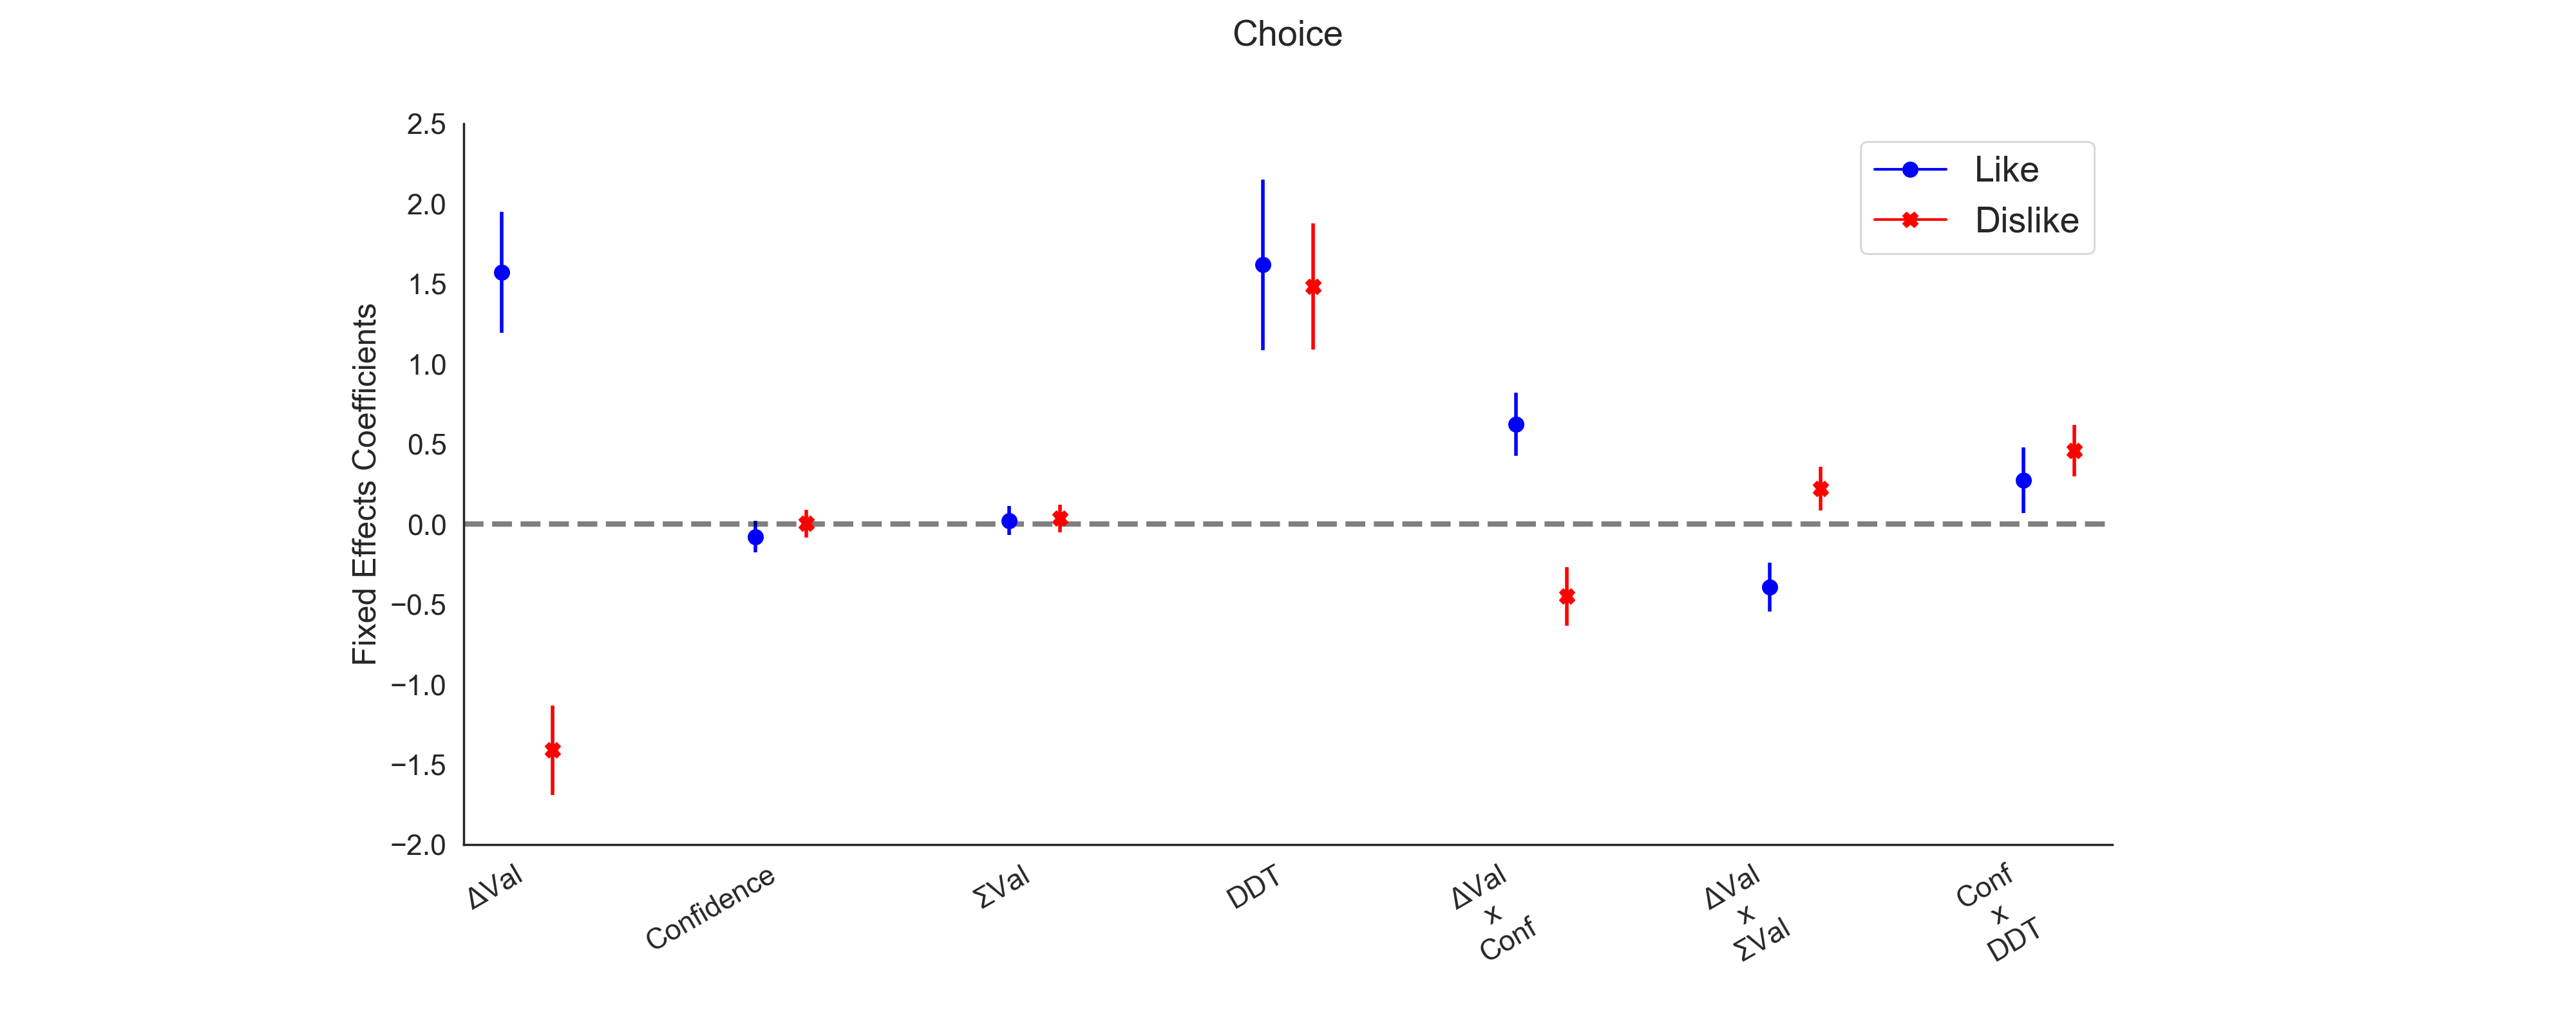 Choice
Fixed Effects Coefficients
2.5
2.0
1.5
1.0
0.5
0.0
−0.5
−1.0
−1.5
−2.0
Like
Dislike
ΔVal
Confidence
ΣVal
DDT
ΔVal
x
Conf
ΔVal
x
ΣVal
Conf
x
DDT